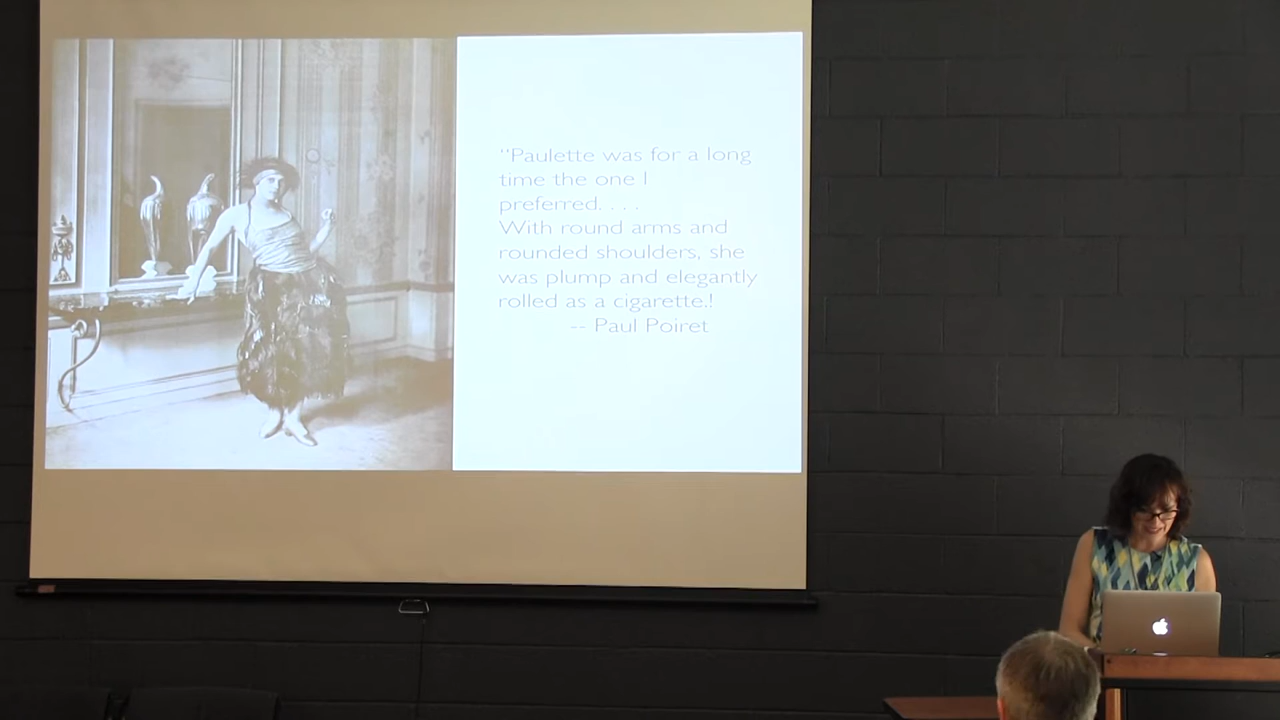 “Paulette was for a long
time the one I
preferred. . . .
With round arms and
rounded shoulders, she
was plump and elegantly
rolled as a cigarette.!
-- Paul Poiret